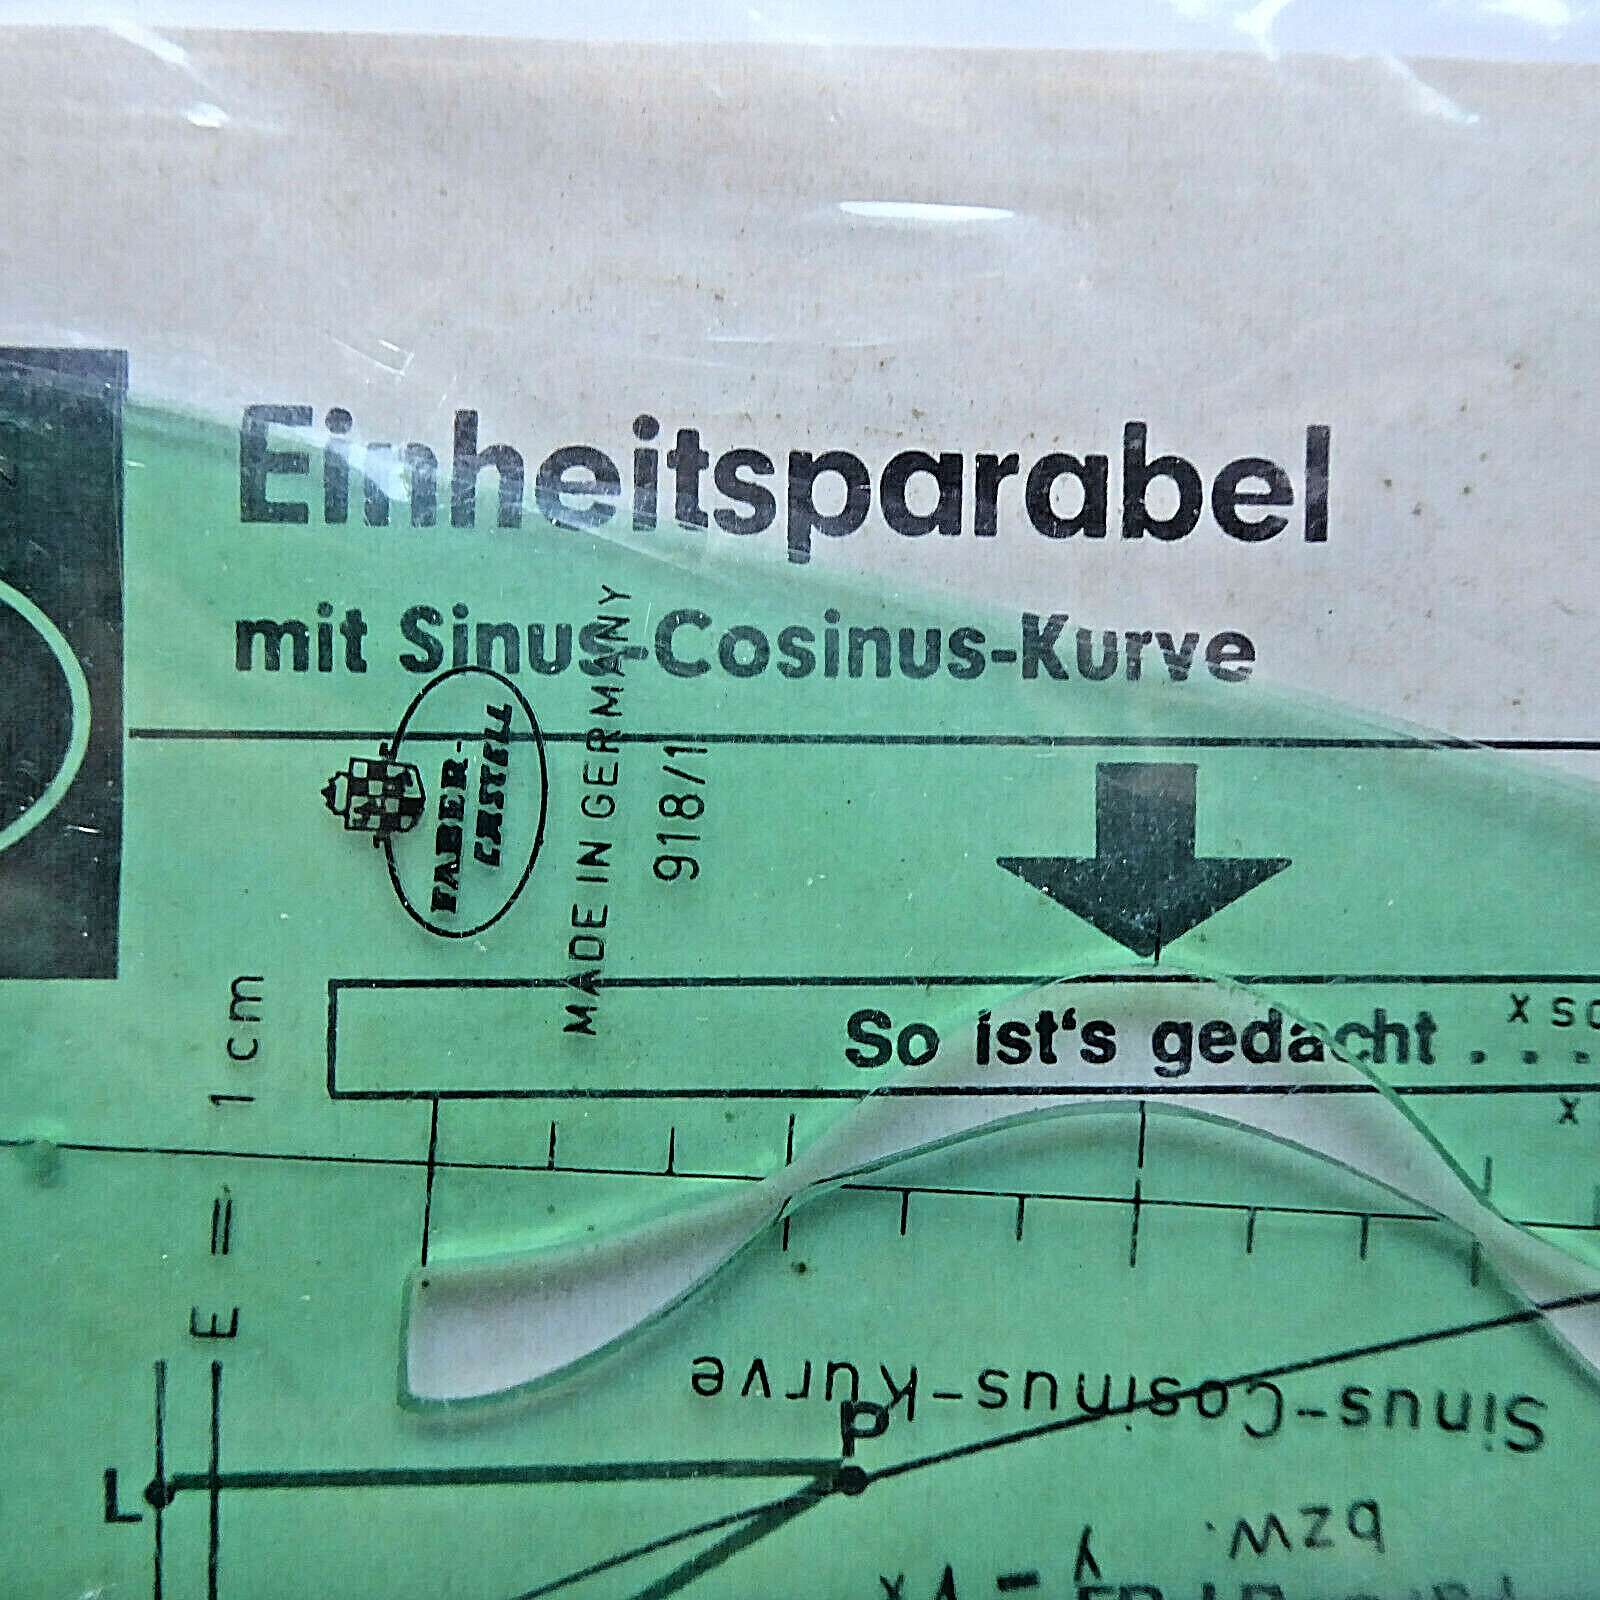 Einheitsparabel
mit Sinus-Cosinus-Kurve
FABER-
CASTELL
MADE IN GERMANY
918/1
So ist's gedacht . . .
x
x
E = 1 cm
Sinus-Cosinus-Kurve
P
L
bzw.
y